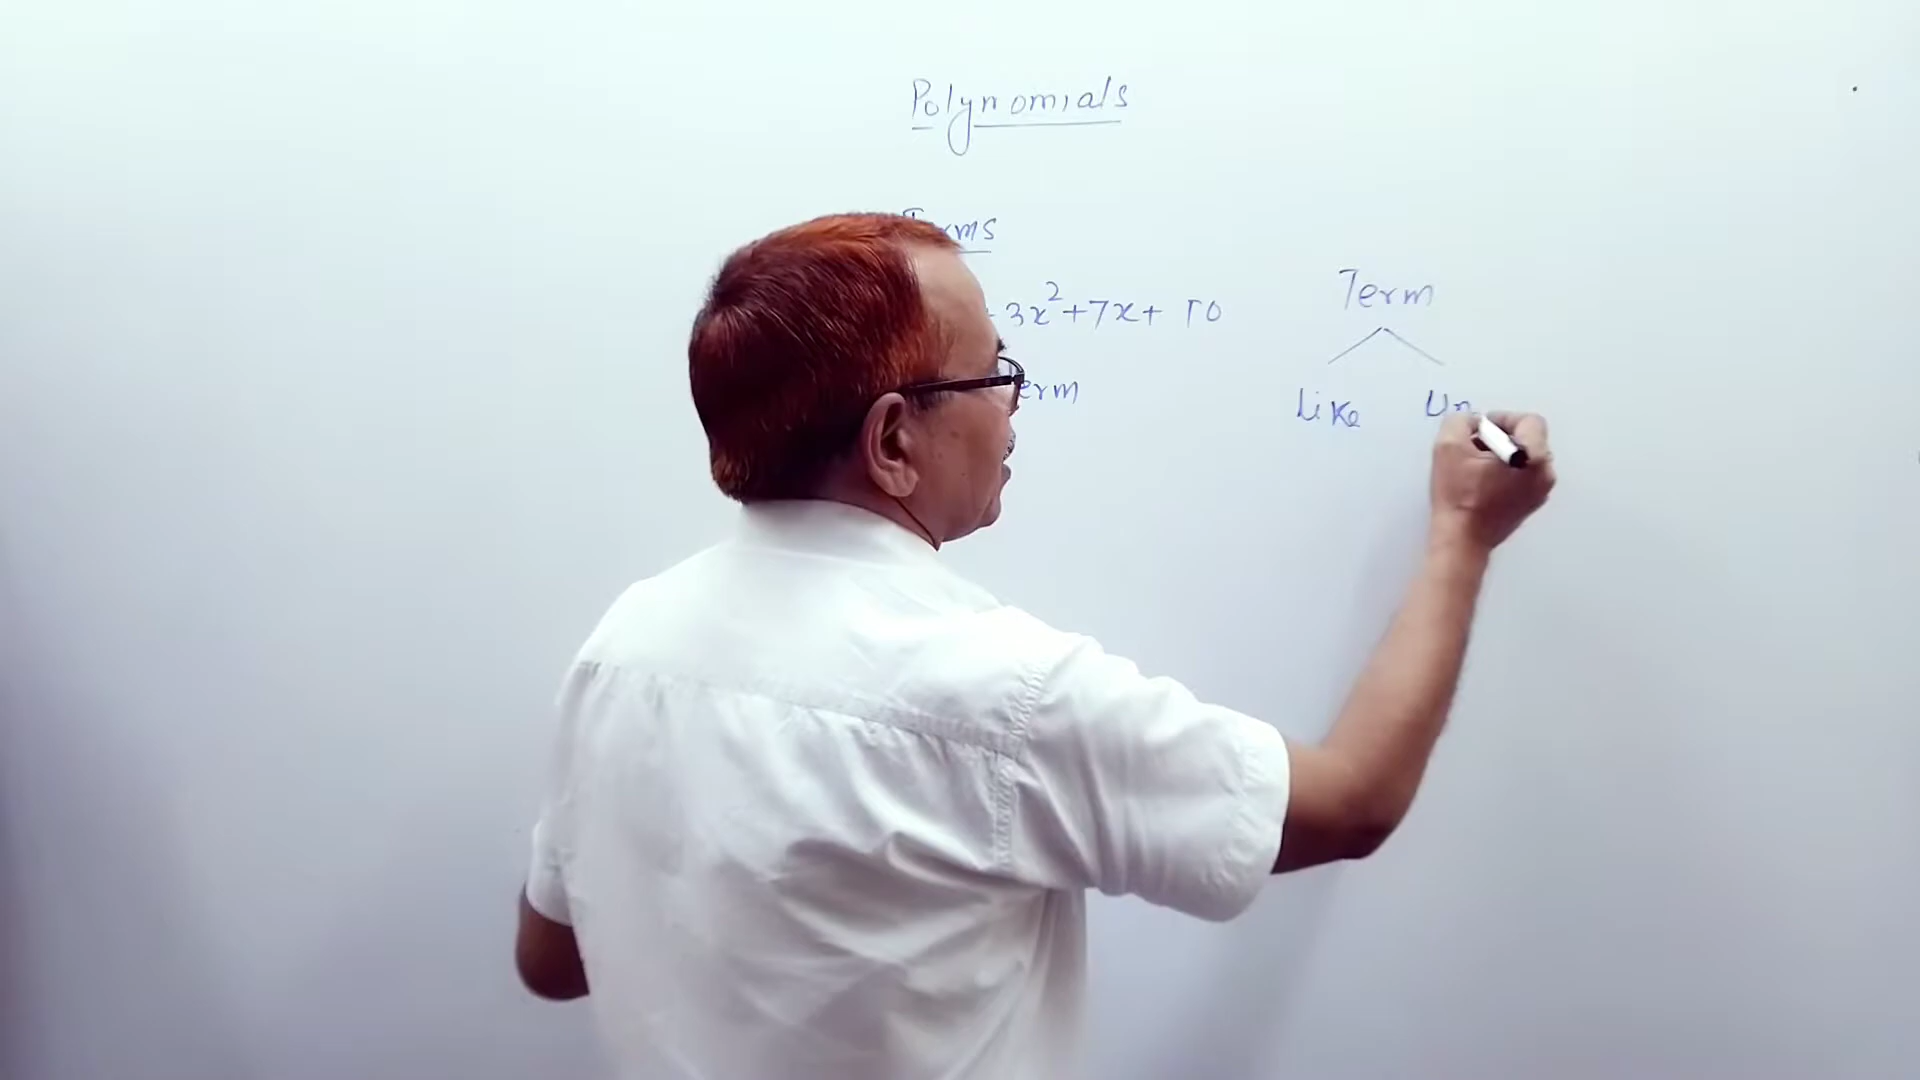 Polynomials
Terms
3x²+7x+ 10
erm
Term
Like Un